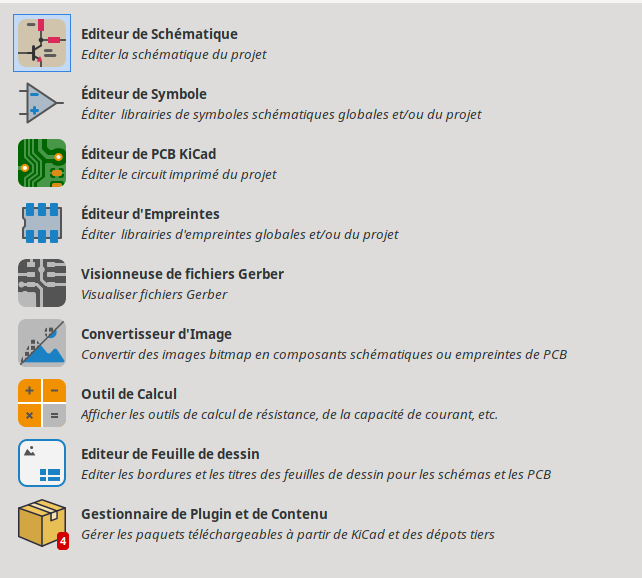 Editeur de Schématique
Editer la schématique du projet
Éditeur de Symbole
Éditer  librairies de symboles schématiques globales et/ou du projet
Éditeur de PCB KiCad
Éditer le circuit imprimé du projet
Éditeur d'Empreintes
Éditer  librairies d'empreintes globales et/ou du projet
Visionneuse de fichiers Gerber
Visualiser fichiers Gerber
Convertisseur d'Image
Convertir des images bitmap en composants schématiques ou empreintes de PCB
Outil de Calcul
Afficher les outils de calcul de résistance, de la capacité de courant, etc.
Editeur de Feuille de dessin
Editer les bordures et les titres des feuilles de dessin pour les schémas et les PCB
Gestionnaire de Plugin et de Contenu
Gérer les paquets téléchargeables à partir de KiCad et des dépots tiers
4